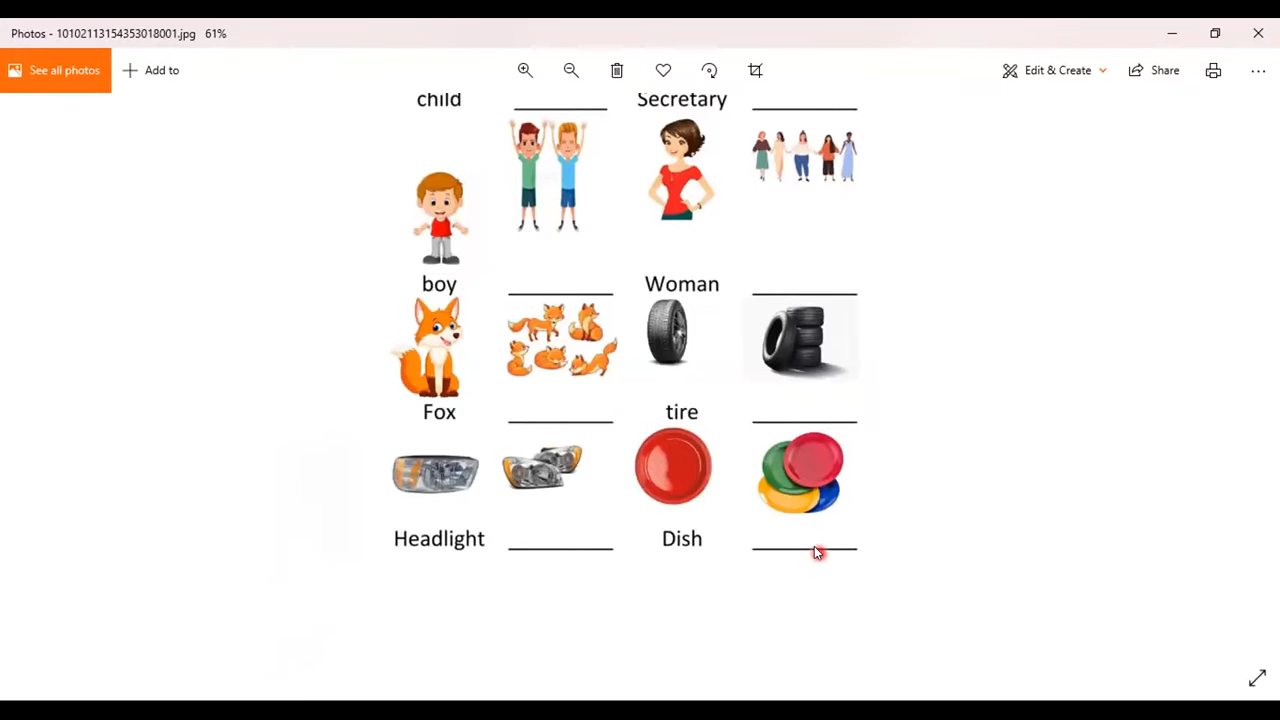 Photos - 10102113154353018001.jpg 61%
See all photos
Add to
Edit & Create
Share
child Secretary
boy Woman
Fox tire
Headlight Dish